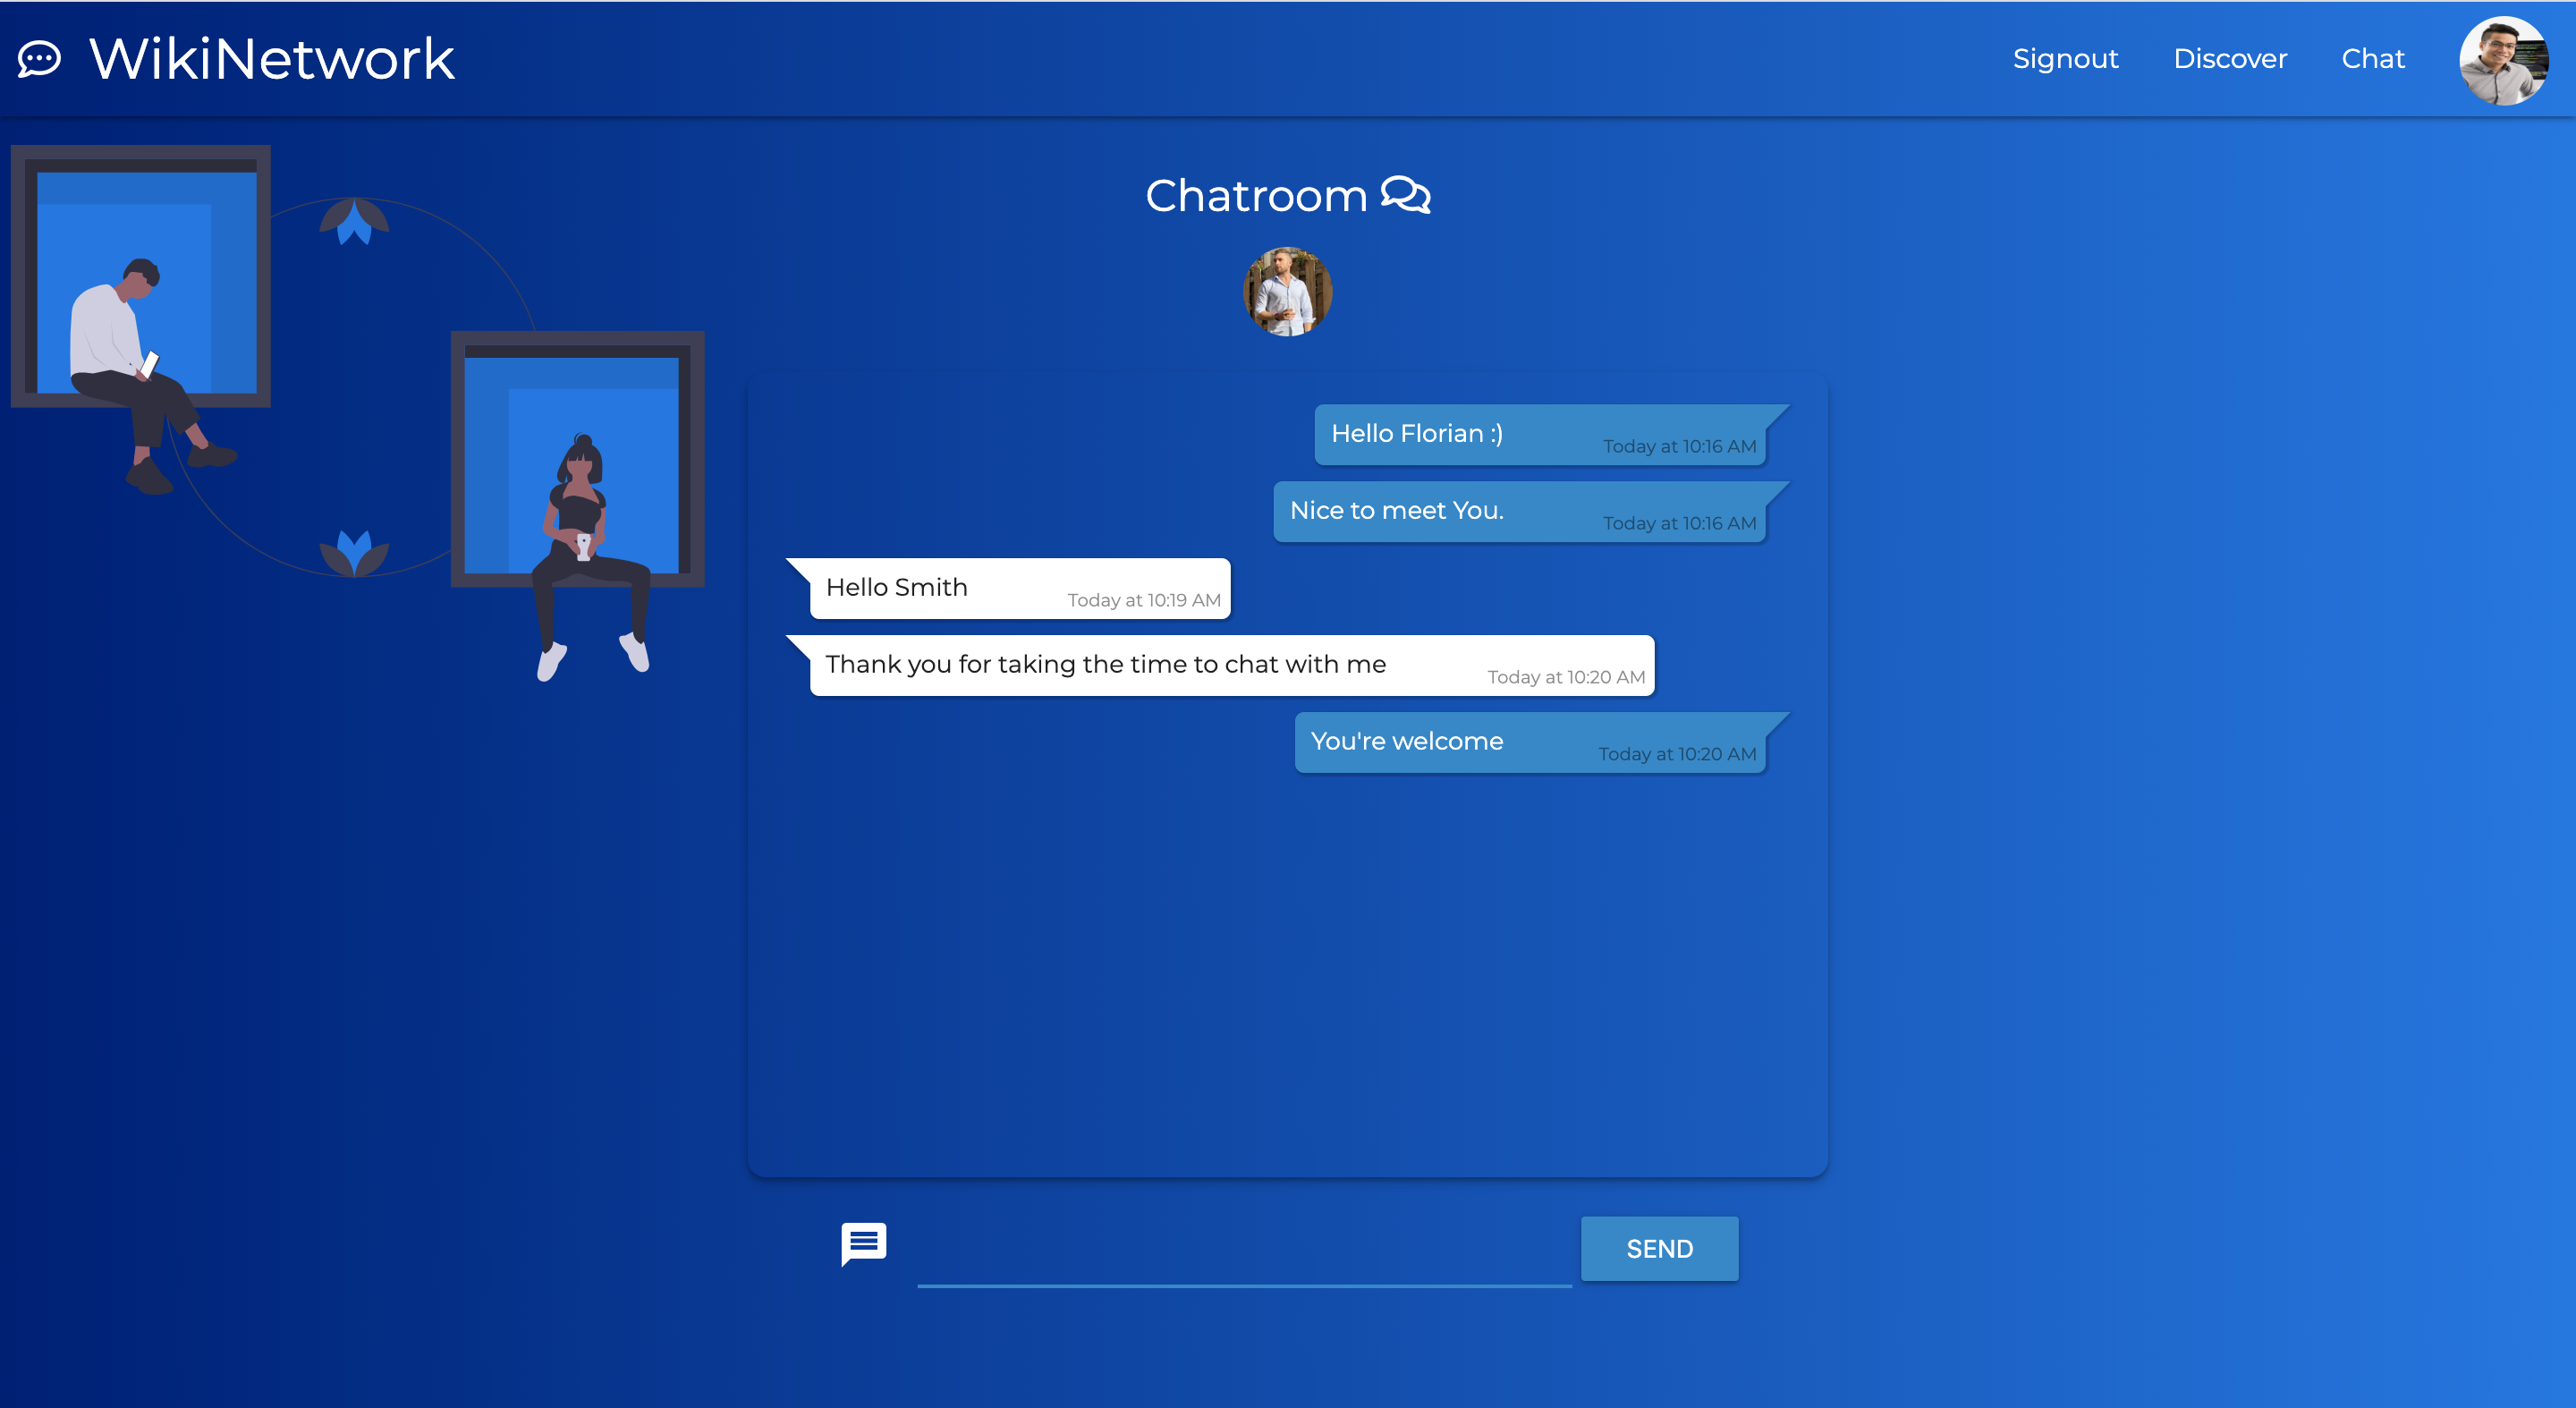 WikiNetwork
Signout Discover Chat
Chatroom
Hello Florian :)
Today at 10:16 AM
Nice to meet You.
Today at 10:16 AM
Hello Smith
Today at 10:19 AM
Thank you for taking the time to chat with me
Today at 10:20 AM
You're welcome
Today at 10:20 AM
SEND